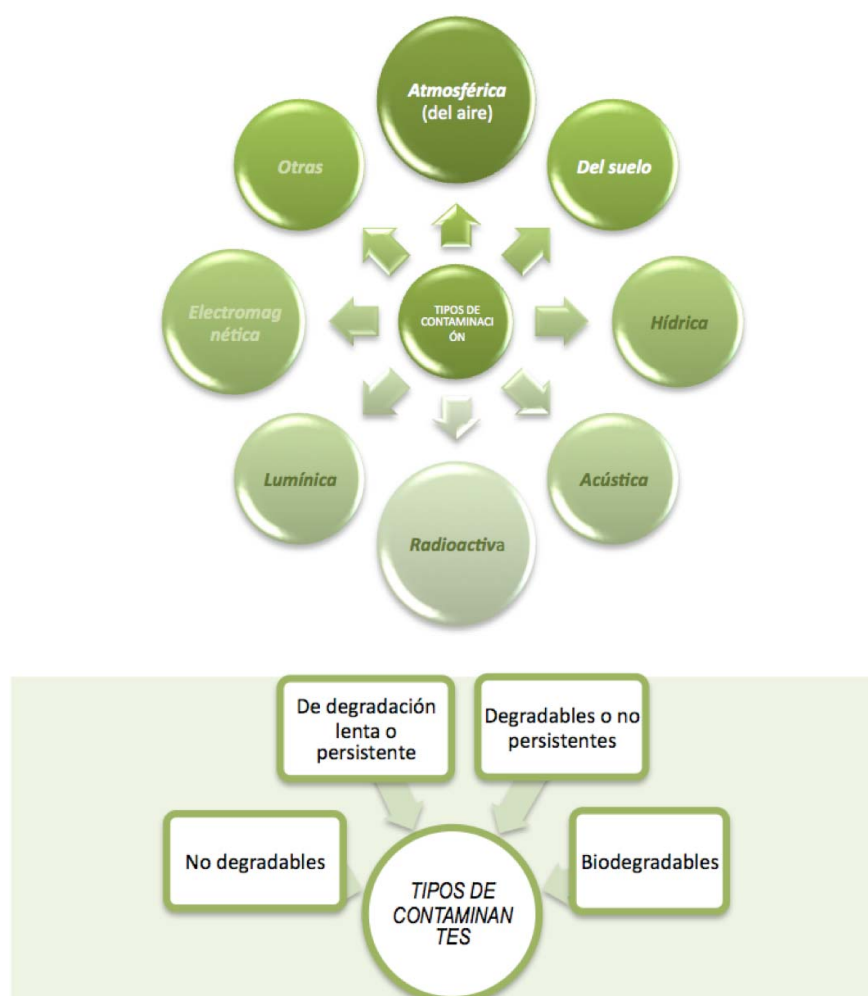 Atmosférica
(del aire)
Otras
Del suelo
Electromag
nética
TIPOS DE
CONTAMINACI
ÓN
Hídrica
Lumínica
Acústica
Radioactiva
De degradación
lenta o
persistente
Degradables o no
persistentes
No degradables
Biodegradables
TIPOS DE
CONTAMINAN
TES